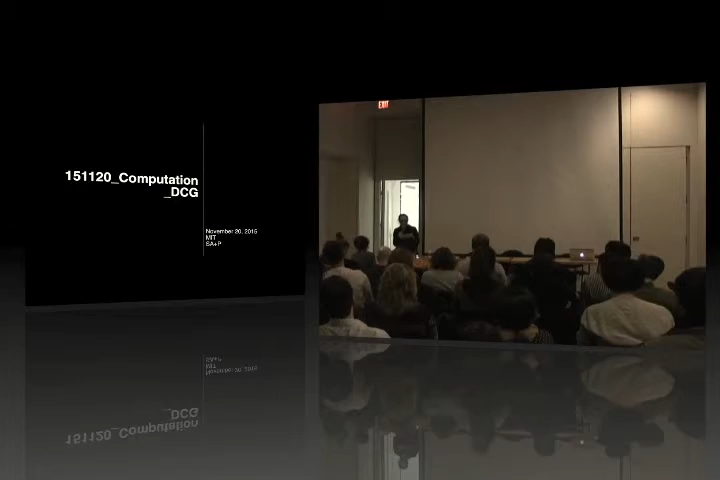 151120_Computation
_DCG
November 20, 2015
MIT
SA+P
EXIT